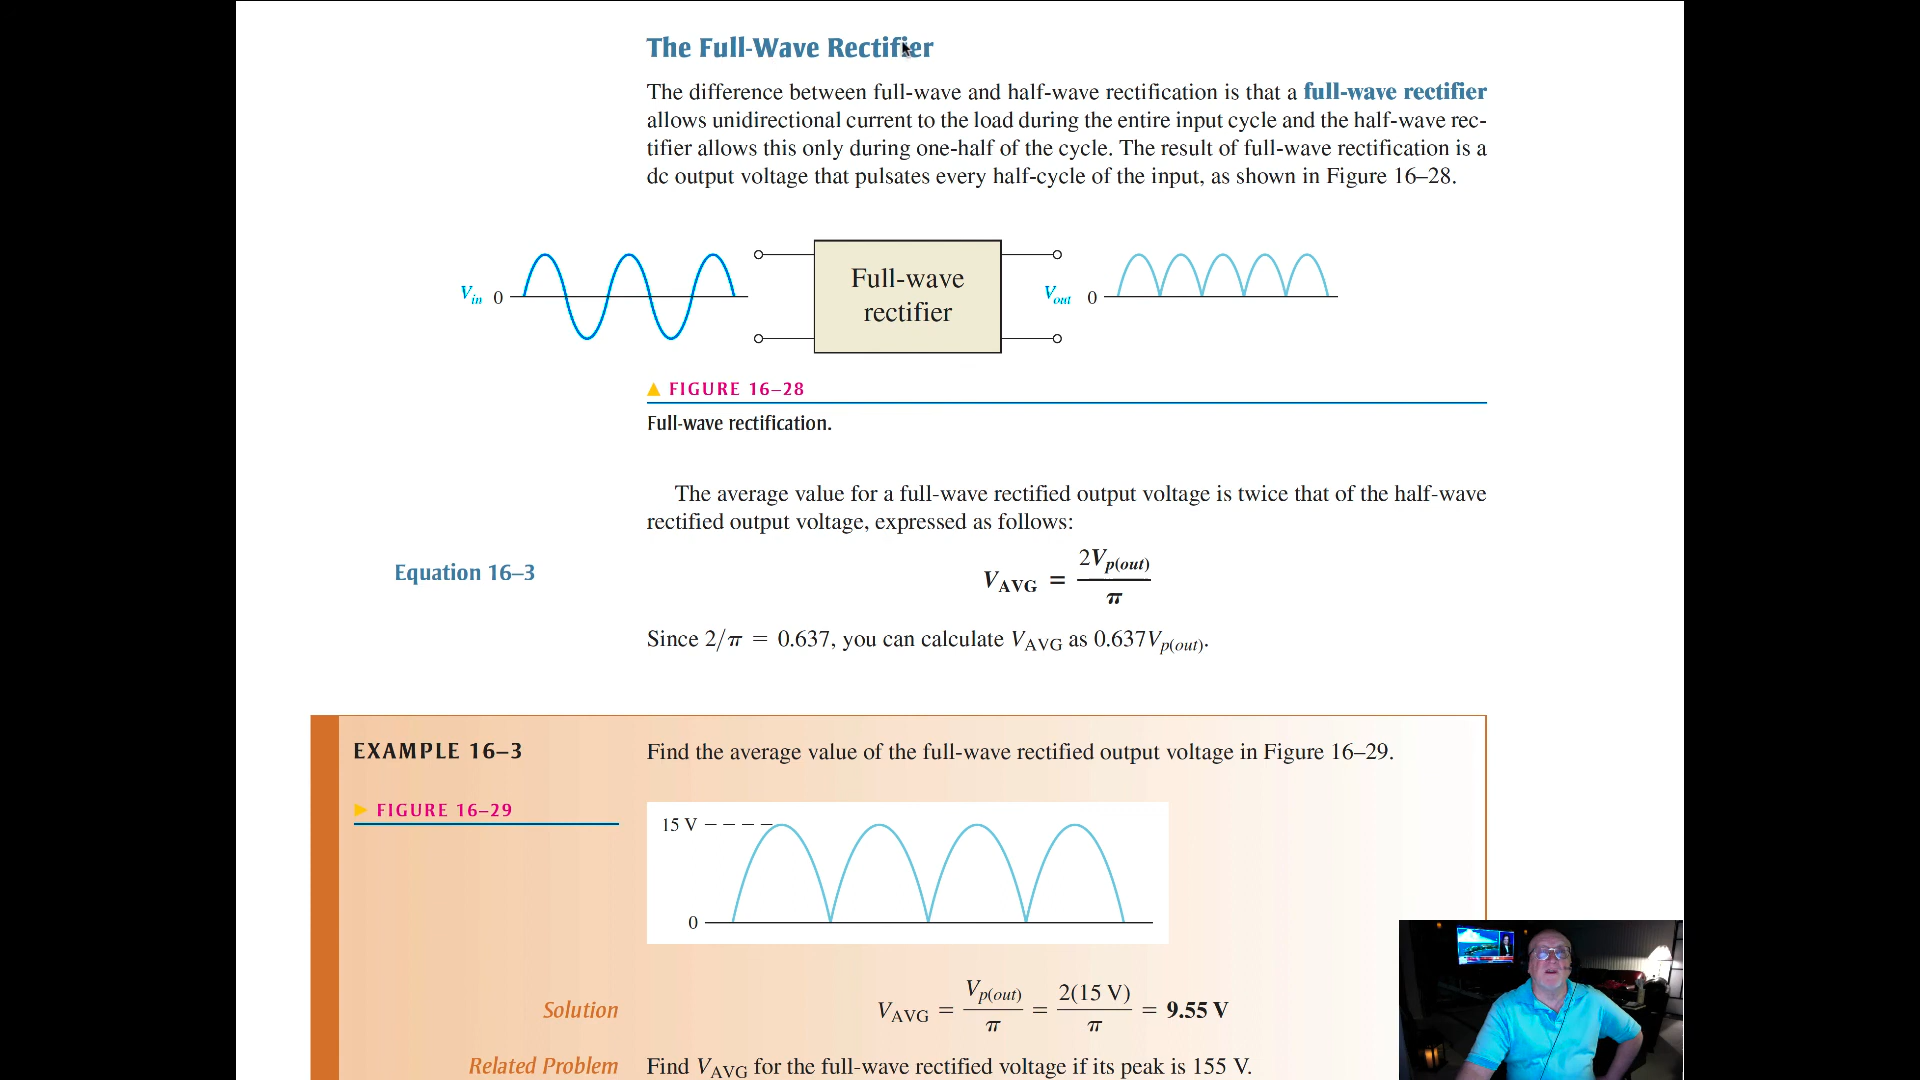 The Full-Wave Rectifier
The difference between full-wave and half-wave rectification is that a full-wave rectifier
allows unidirectional current to the load during the entire input cycle and the half-wave rec-
tifier allows this only during one-half of the cycle. The result of full-wave rectification is a
dc output voltage that pulsates every half-cycle of the input, as shown in Figure 16–28.
Vin 0
Full-wave
rectifier
Vout 0
▲ FIGURE 16–28
Full-wave rectification.
The average value for a full-wave rectified output voltage is twice that of the half-wave
rectified output voltage, expressed as follows:
Equation 16–3
VAVG = 2Vp(out) / π
Since 2/π = 0.637, you can calculate VAVG as 0.637Vp(out).
EXAMPLE 16–3
Find the average value of the full-wave rectified output voltage in Figure 16–29.
► FIGURE 16–29
15 V
0
Solution
VAVG = Vp(out) / π = 2(15 V) / π = 9.55 V
Related Problem
Find VAVG for the full-wave rectified voltage if its peak is 155 V.